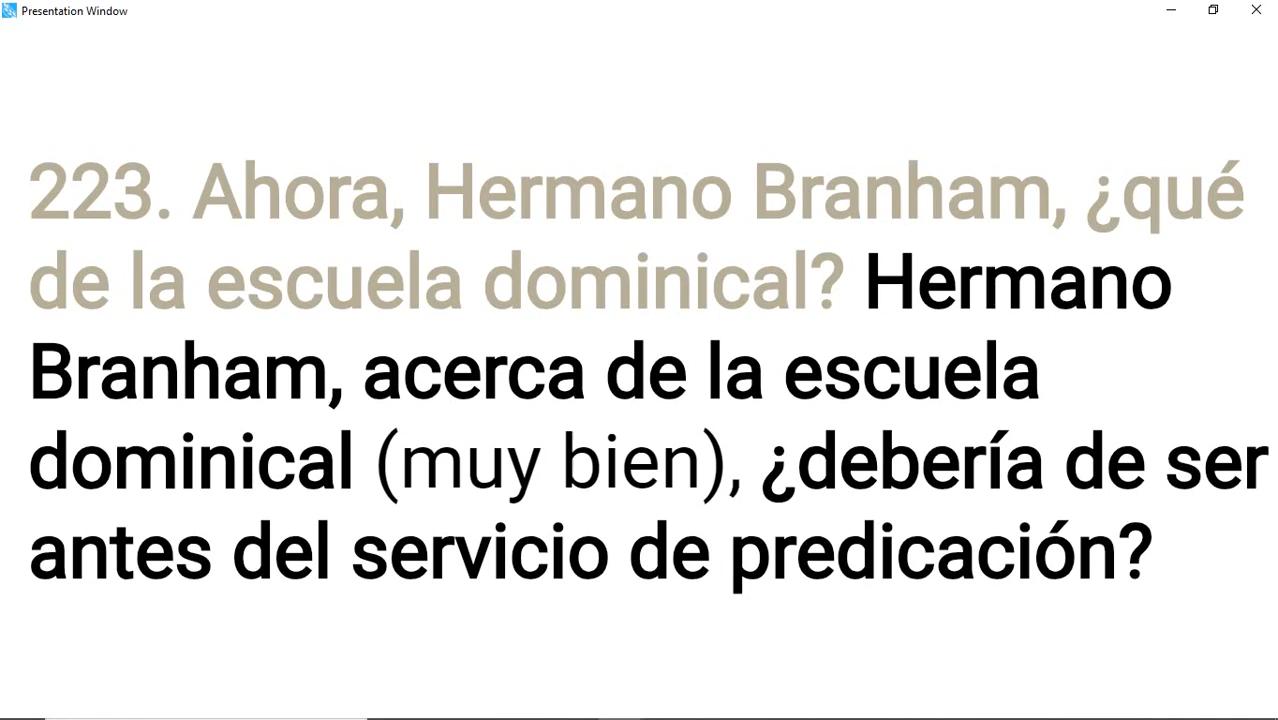 Presentation Window
223. Ahora, Hermano Branham, ¿qué
de la escuela dominical? Hermano
Branham, acerca de la escuela
dominical (muy bien), ¿debería de ser
antes del servicio de predicación?